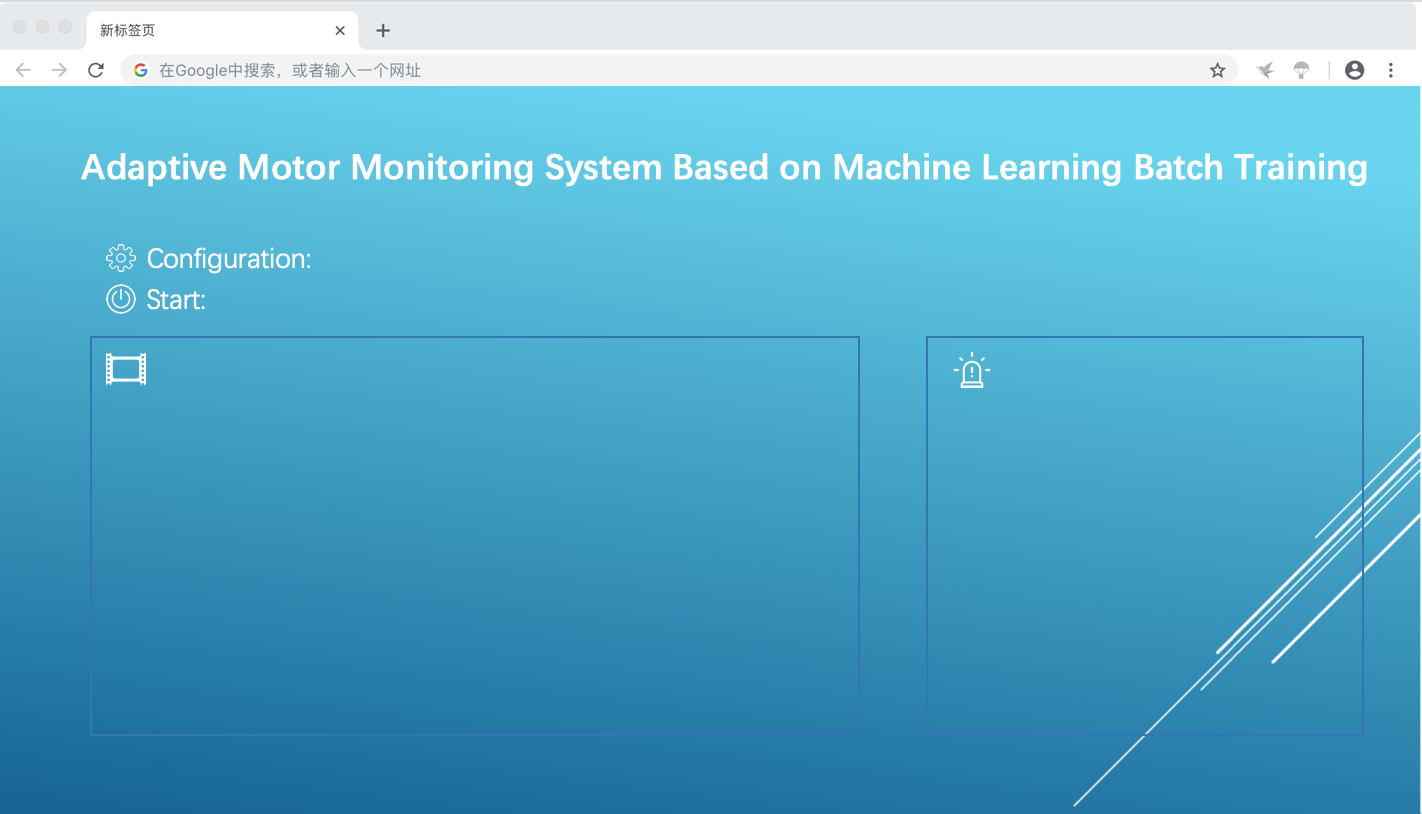 新标签页
在Google中搜索，或者输入一个网址
Adaptive Motor Monitoring System Based on Machine Learning Batch Training
Configuration:
Start: